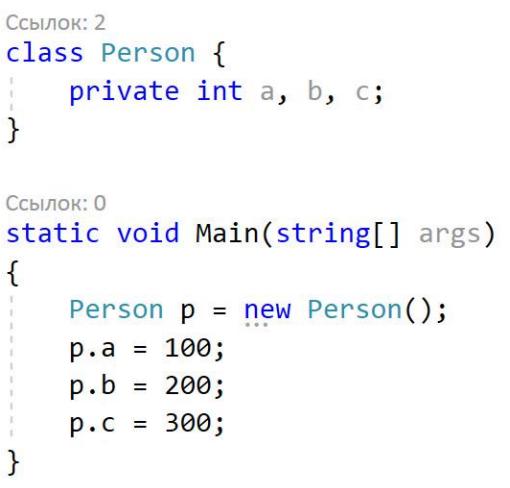 Ссылок: 2
class Person {
    private int a, b, c;
}
Ссылок: 0
static void Main(string[] args)
{
    Person p = new Person();
    p.a = 100;
    p.b = 200;
    p.c = 300;
}